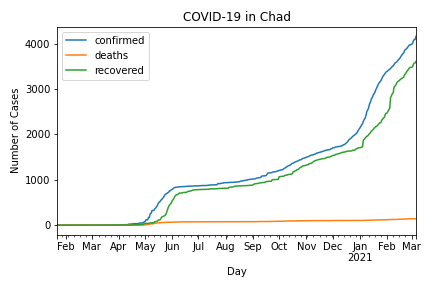 COVID-19 in Chad
confirmed
deaths
recovered
Number of Cases
4000
3000
2000
1000
0
Feb Mar Apr May Jun Jul Aug Sep Oct Nov Dec Jan Feb Mar
2021
Day